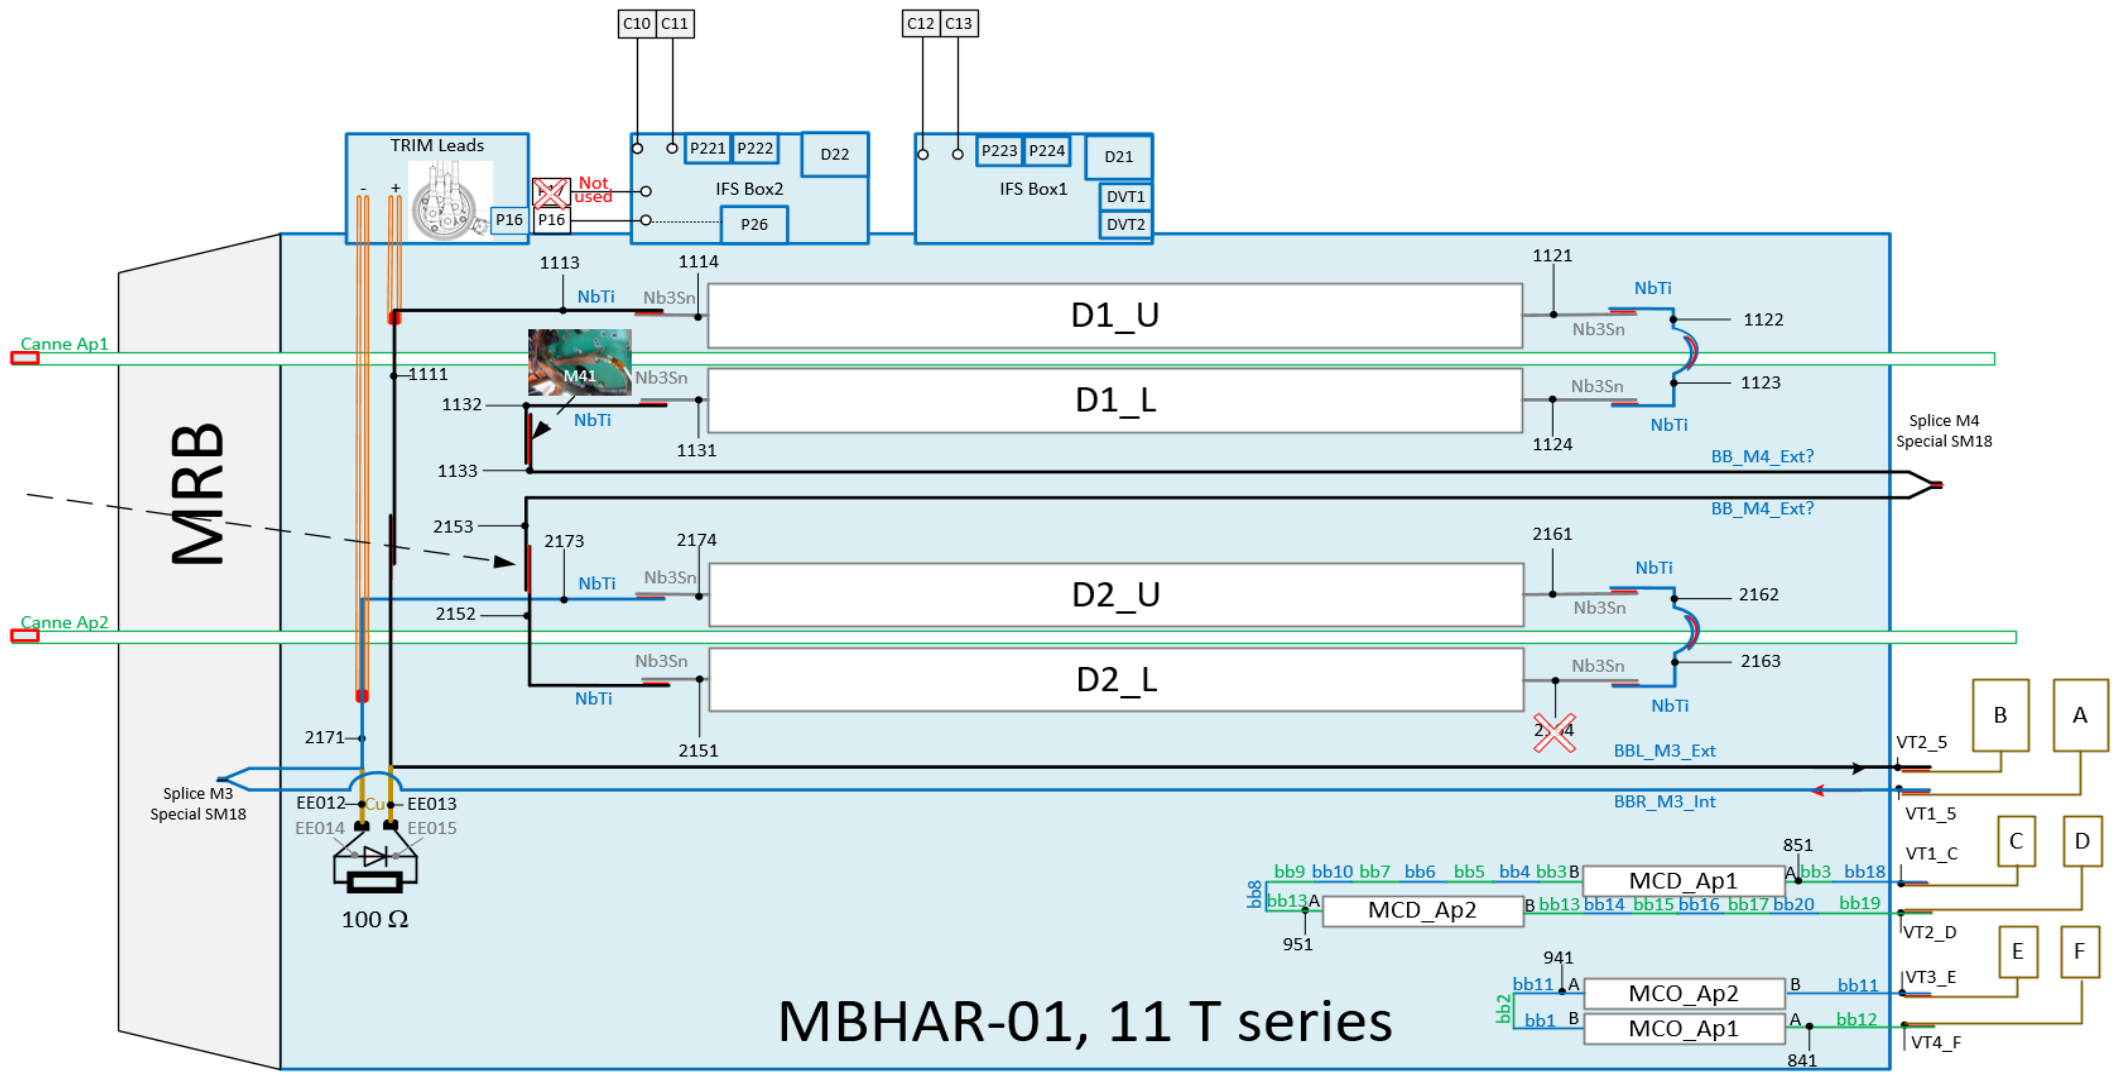 C10 C11
C12 C13
TRIM Leads
- +
P16
P16
Not
used
P221 P222
D22
IFS Box2
P26
P223 P224
D21
IFS Box1
DVT1
DVT2
1113
1114
1121
NbTi
Nb3Sn
D1_U
NbTi
Nb3Sn
1122
Canne Ap1
1111
M41
Nb3Sn
D1_L
Nb3Sn
1123
1132
NbTi
1131
1124
NbTi
Splice M4
Special SM18
1133
BB_M4_Ext?
MRB
BB_M4_Ext?
2153
2173
2174
2161
NbTi
Nb3Sn
D2_U
NbTi
Nb3Sn
2162
2152
Canne Ap2
Nb3Sn
D2_L
Nb3Sn
2163
NbTi
NbTi
2151
2171
BBL_M3_Ext
VT2_5
B
A
Splice M3
Special SM18
EE012
Cu
EE013
BBR_M3_Int
VT1_5
EE014
EE015
100 Ω
851
bb9 bb10 bb7 bb6 bb5 bb4 bb3 B MCD_Ap1 A bb3 bb18
VT1_C
C
D
bb8
bb13 A MCD_Ap2 B bb13 bb14 bb15 bb16 bb17 bb20 bb19
951
VT2_D
941
bb11 A MCO_Ap2 B bb11
VT3_E
E
F
bb2
bb1 B MCO_Ap1 A bb12
841
VT4_F
MBHAR-01, 11 T series